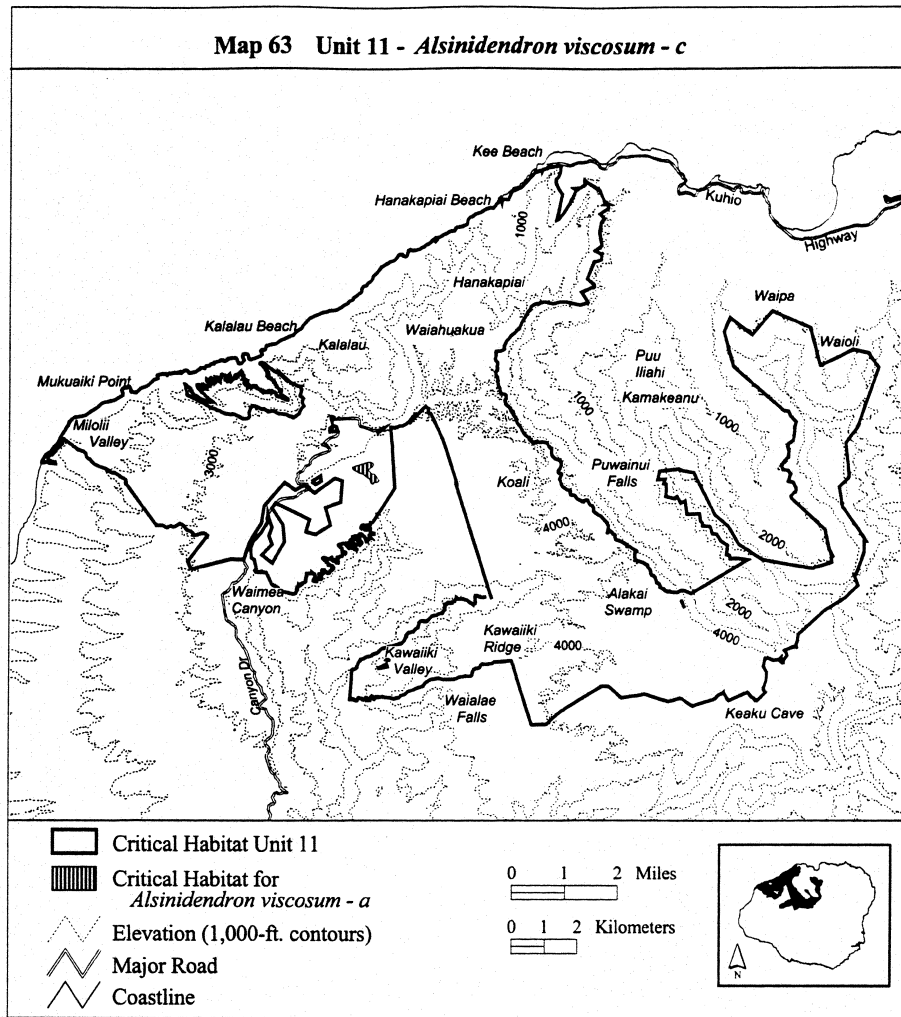 Map 63 Unit 11 - Alsinidendron viscosum - c
Kee Beach
Hanakapiai Beach
Kuhio
Highway
1000
Hanakapiai
Waipa
Kalalau Beach
Waiahuakua
Waioli
Kalalau
Puu
Iliahi
Mukuaiki Point
Kamakeanu
1000
1000
Milolii
Valley
3000
Puwainui
Falls
Koali
4000
2000
Waimea
Canyon
Alakai
Swamp
2000
4000
Kawaiiki
Ridge
4000
Kawaiiki
Valley
Canyon Dr
Waialae
Falls
Keaku Cave
Critical Habitat Unit 11
Critical Habitat for
Alsinidendron viscosum - a
Elevation (1,000-ft. contours)
Major Road
Coastline
0 1 2 Miles
0 1 2 Kilometers
N